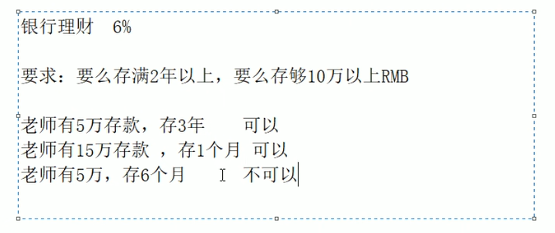 银行理财 6%
要求：要么存满2年以上，要么存够10万以上RMB
老师有5万存款，存3年 可以
老师有15万存款 ，存1个月 可以
老师有5万，存6个月 不可以